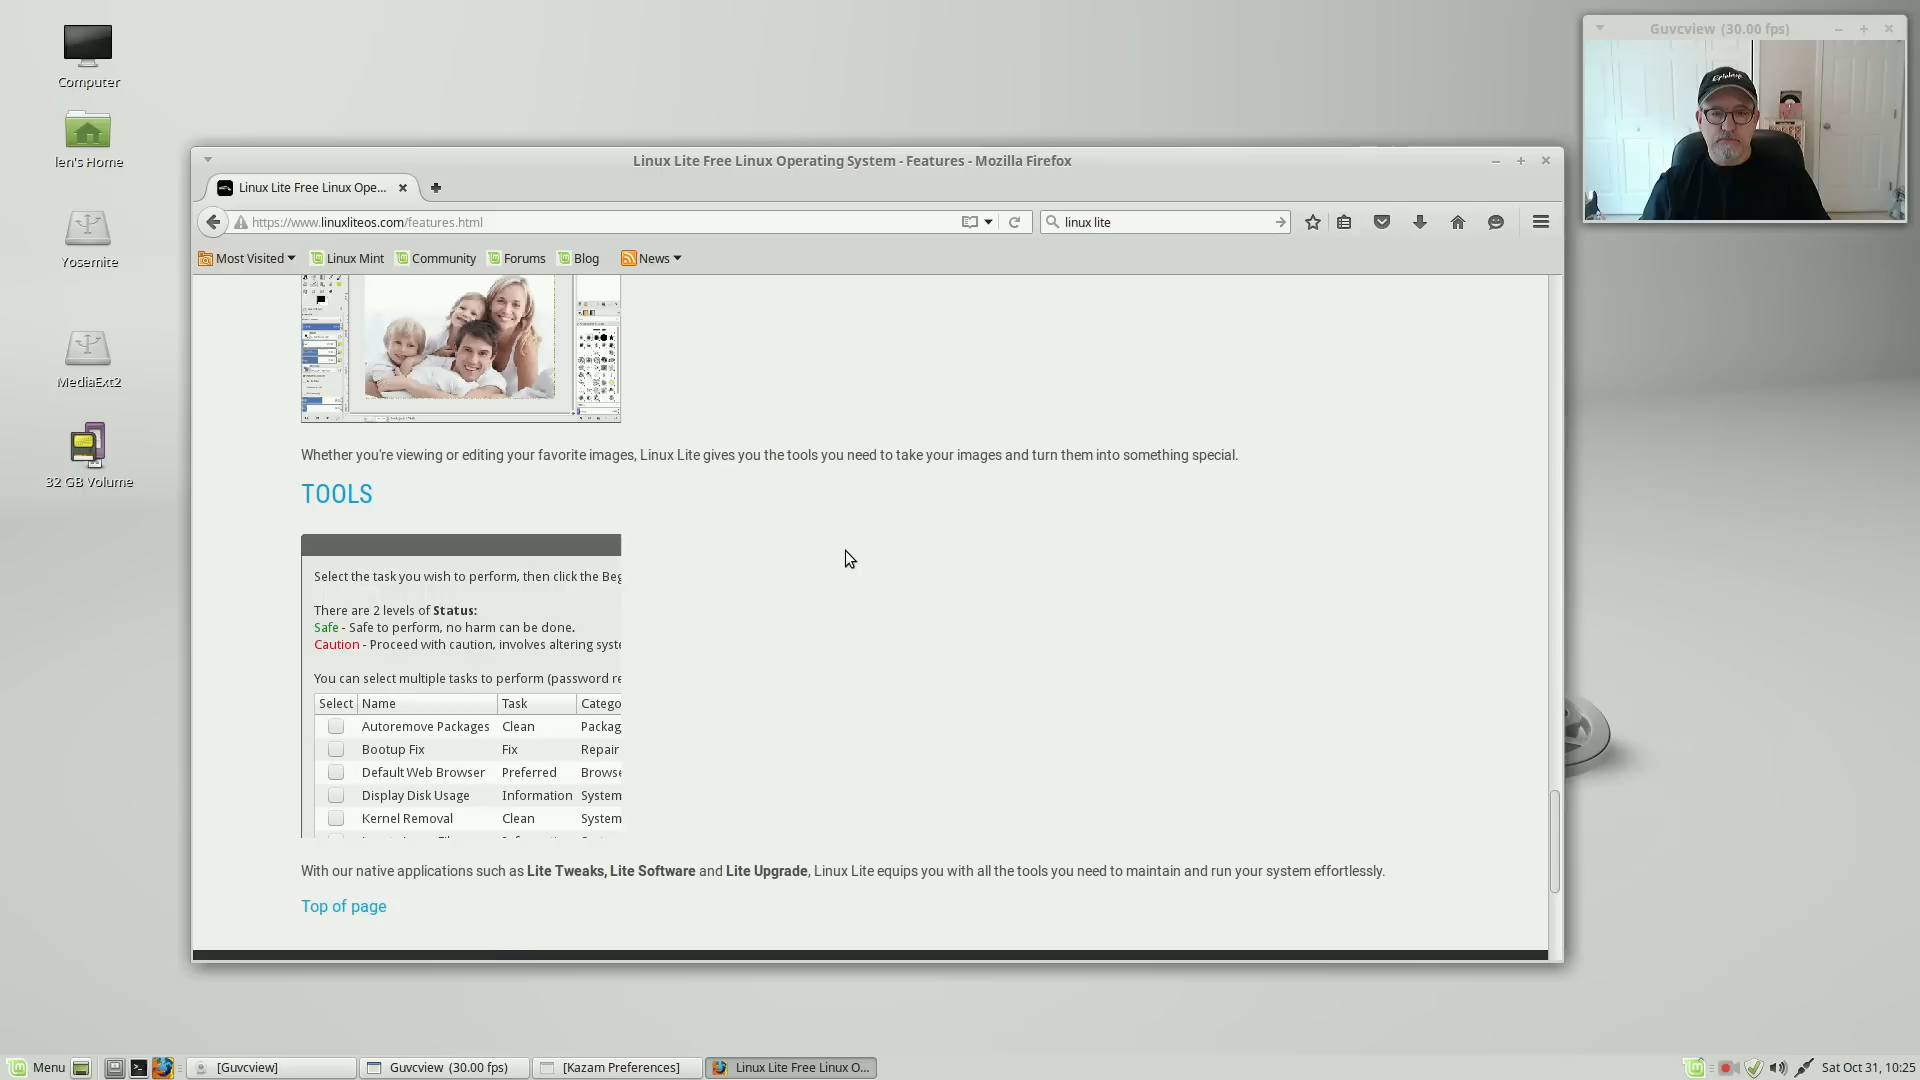 Computer
len's Home
Yosemite
MediaExt2
32 GB Volume
Guvcview (30.00 fps)
Linux Lite Free Linux Operating System - Features - Mozilla Firefox
Linux Lite Free Linux Ope...
https://www.linuxliteos.com/features.html
linux lite
Most Visited
Linux Mint
Community
Forums
Blog
News
Whether you're viewing or editing your favorite images, Linux Lite gives you the tools you need to take your images and turn them into something special.
TOOLS
Select the task you wish to perform, then click the Beg
There are 2 levels of Status:
Safe - Safe to perform, no harm can be done.
Caution - Proceed with caution, involves altering syste
You can select multiple tasks to perform (password re
Select Name Task Catego
Autoremove Packages Clean Packag
Bootup Fix Fix Repair
Default Web Browser Preferred Browse
Display Disk Usage Information System
Kernel Removal Clean System
With our native applications such as Lite Tweaks, Lite Software and Lite Upgrade, Linux Lite equips you with all the tools you need to maintain and run your system effortlessly.
Top of page
Menu
[Guvcview]
Guvcview (30.00 fps)
[Kazam Preferences]
Linux Lite Free Linux O...
Sat Oct 31, 10:25